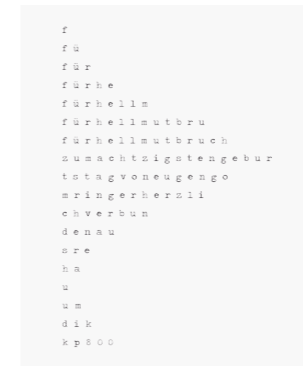 f
f ü
f ü r
f ü r h e
f ü r h e l l m
f ü r h e l l m u t b r u
f ü r h e l l m u t b r u c h
z u m a c h t z i g s t e n g e b u r
t s t a g v o n e u g e n g o
m r i n g e r h e r z l i
c h v e r b u n
d e n a u
s r e
h a
u
u m
d i k
k p 8 0 0